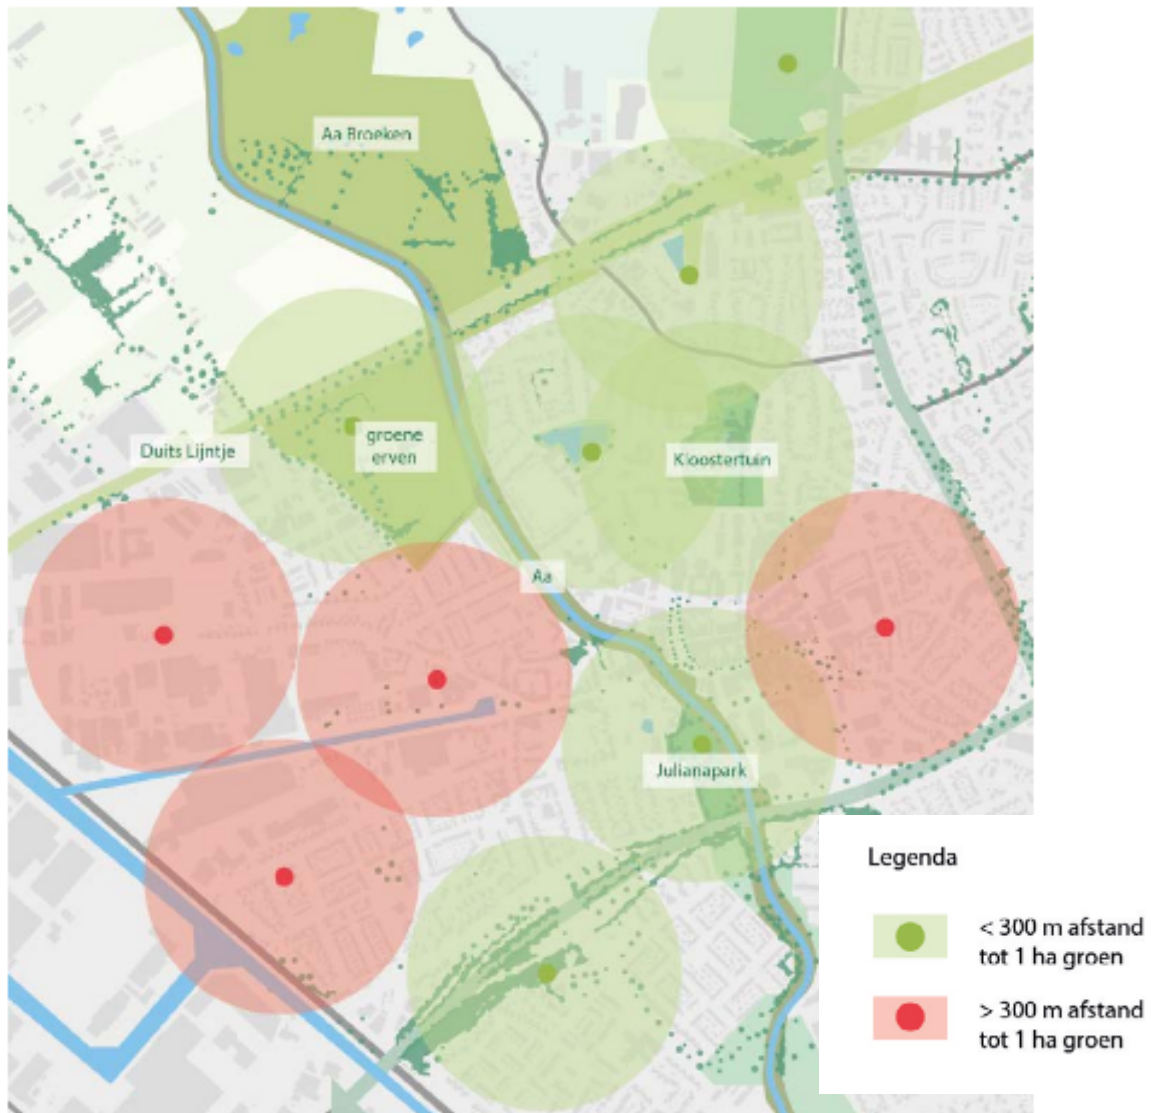 Aa Broeken
Duits Lijntje
groene
erven
Kloostertuin
Aa
Julianapark
Legenda
< 300 m afstand
tot 1 ha groen
> 300 m afstand
tot 1 ha groen